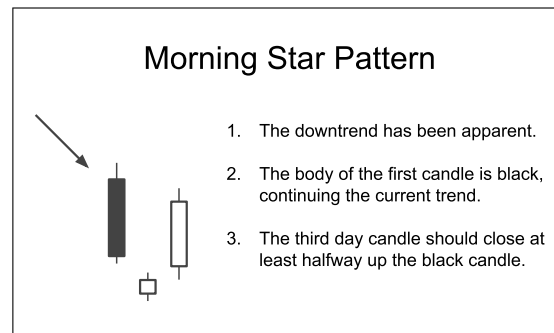 Morning Star Pattern
1. The downtrend has been apparent.
2. The body of the first candle is black,
continuing the current trend.
3. The third day candle should close at
least halfway up the black candle.